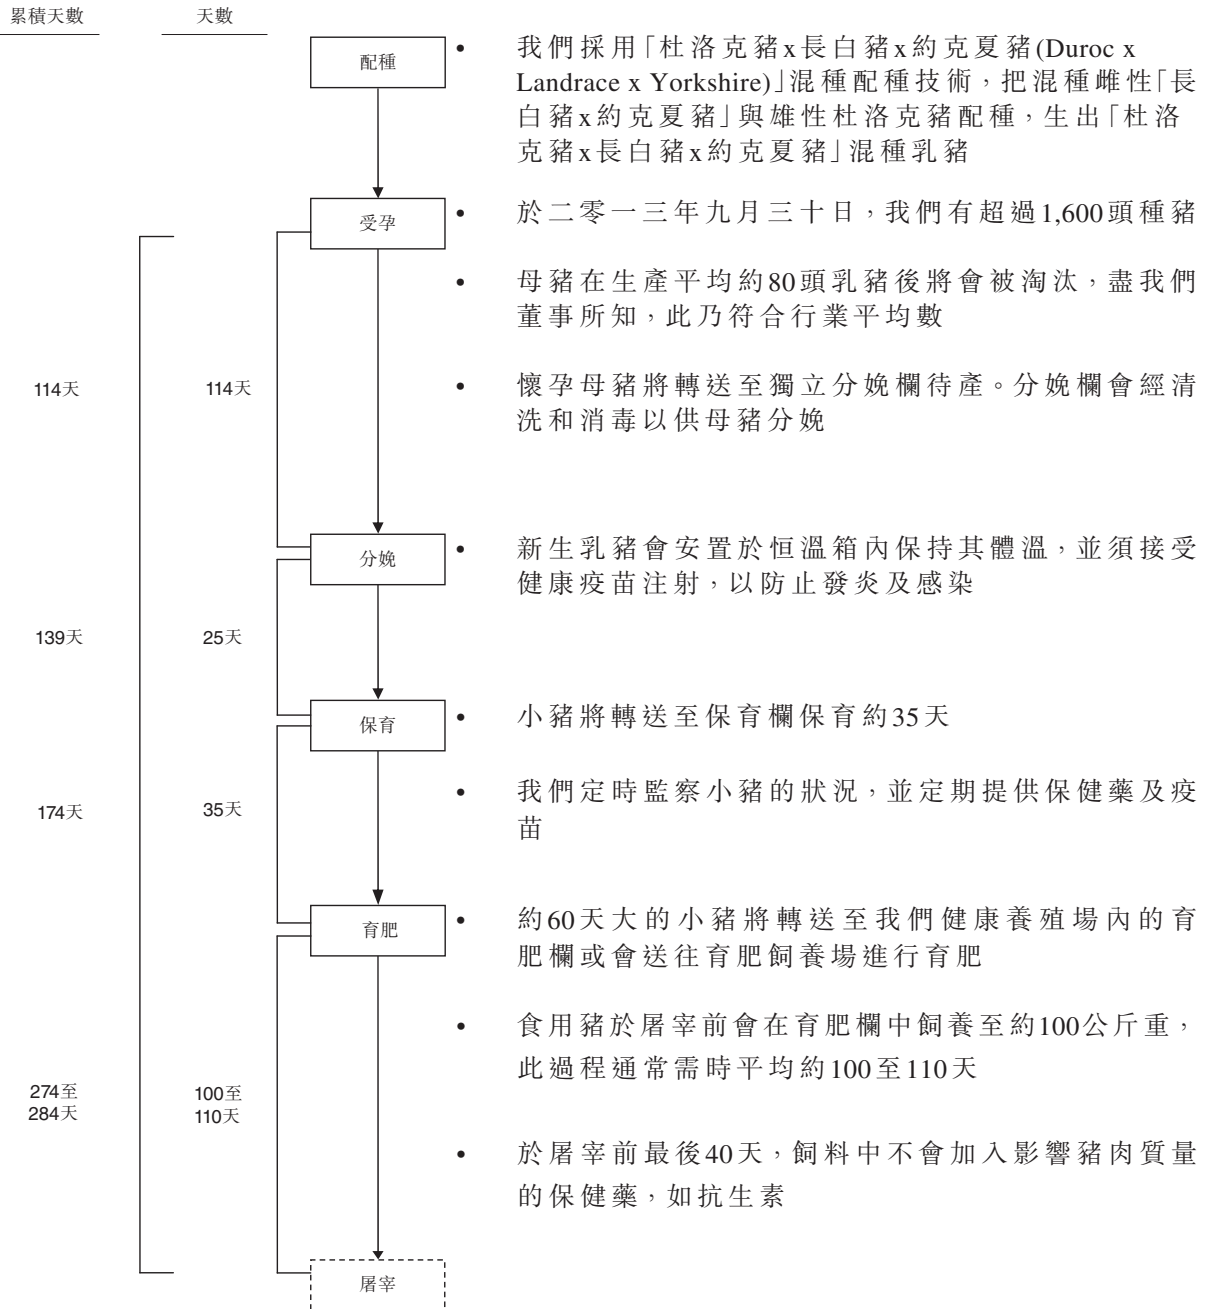 累積天數
天數
配種
• 我們採用「杜洛克豬x長白豬x約克夏豬(Duroc x
Landrace x Yorkshire)」混種配種技術，把混種雌性「長
白豬x約克夏豬」與雄性杜洛克豬配種，生出「杜洛
克豬x長白豬x約克夏豬」混種乳豬
受孕
• 於二零一三年九月三十日，我們有超過1,600頭種豬
• 母豬在生產平均約80頭乳豬後將會被淘汰，盡我們
董事所知，此乃符合行業平均數
114天
114天
• 懷孕母豬將轉送至獨立分娩欄待產。分娩欄會經清
洗和消毒以供母豬分娩
分娩
• 新生乳豬會安置於恒溫箱內保持其體溫，並須接受
健康疫苗注射，以防止發炎及感染
139天
25天
保育
• 小豬將轉送至保育欄保育約35天
174天
35天
• 我們定時監察小豬的狀況，並定期提供保健藥及疫
苗
育肥
• 約60天大的小豬將轉送至我們健康養殖場內的育
肥欄或會送往育肥飼養場進行育肥
• 食用豬於屠宰前會在育肥欄中飼養至約100公斤重，
此過程通常需時平均約100至110天
274至
284天
100至
110天
• 於屠宰前最後40天，飼料中不會加入影響豬肉質量
的保健藥，如抗生素
屠宰